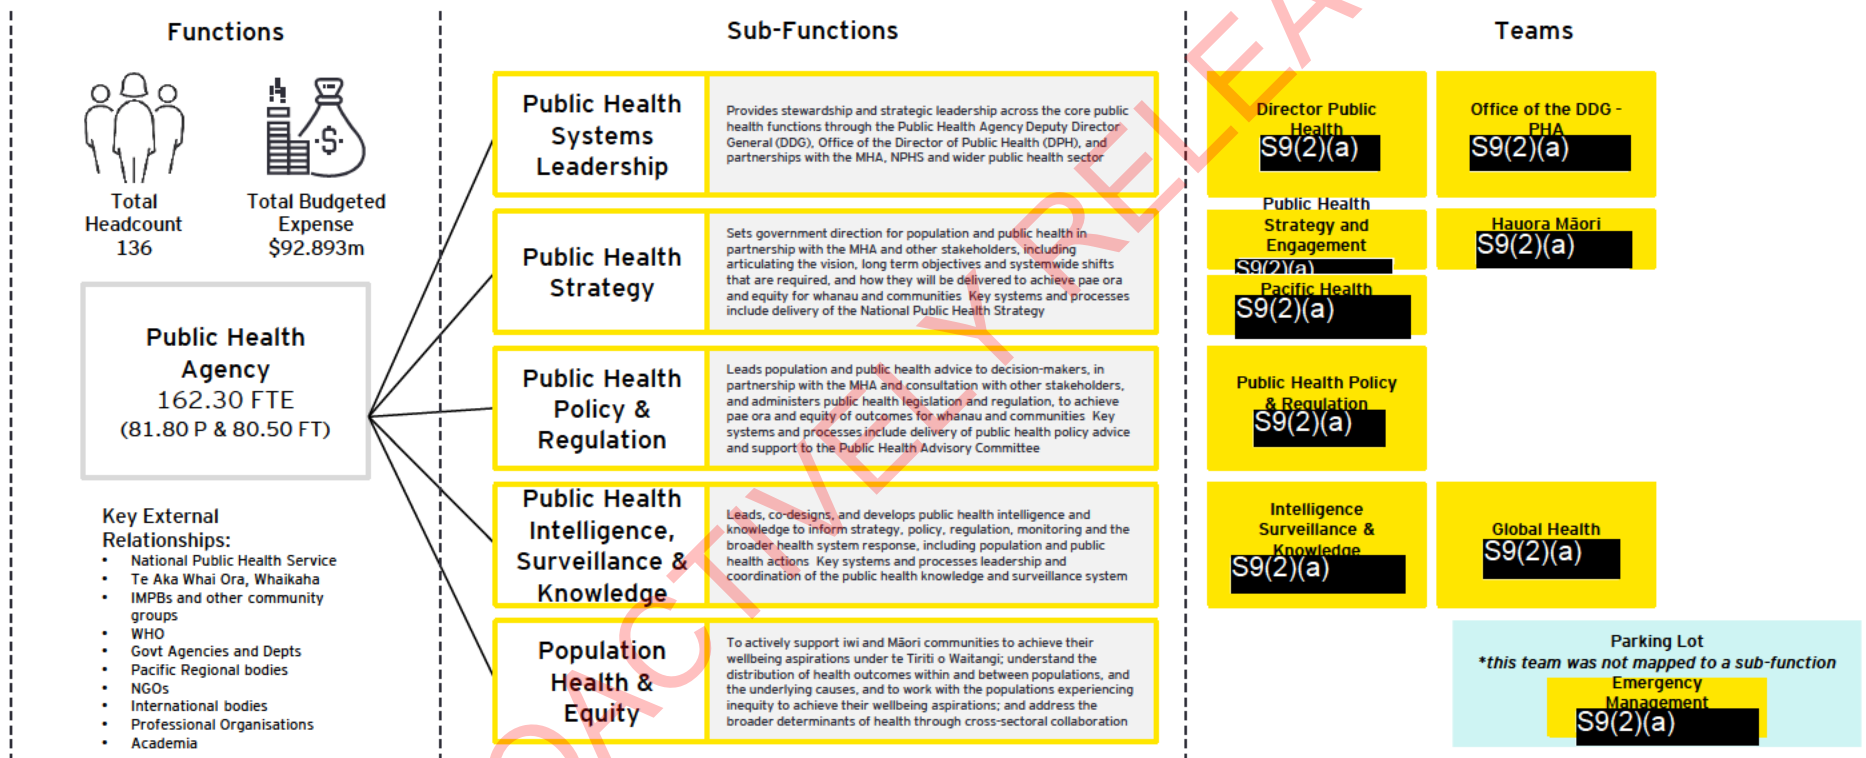 Functions
Total
Headcount
136
Total Budgeted
Expense
$92.893m
Public Health
Agency
162.30 FTE
(81.80 P & 80.50 FT)
Key External
Relationships:
• National Public Health Service
• Te Aka Whai Ora, Whaikaha
• IMPBs and other community
groups
• WHO
• Govt Agencies and Depts
• Pacific Regional bodies
• NGOs
• International bodies
• Professional Organisations
• Academia
Sub-Functions
Public Health
Systems
Leadership
Provides stewardship and strategic leadership across the core public
health functions through the Public Health Agency Deputy Director
General (DDG), Office of the Director of Public Health (DPH), and
partnerships with the MHA, NPHS and wider public health sector
Public Health
Strategy
Sets government direction for population and public health in
partnership with the MHA and other stakeholders, including
articulating the vision, long term objectives and systemwide shifts
that are required, and how they will be delivered to achieve pae ora
and equity for whanau and communities Key systems and processes
include delivery of the National Public Health Strategy
Public Health
Policy &
Regulation
Leads population and public health advice to decision-makers, in
partnership with the MHA and consultation with other stakeholders,
and administers public health legislation and regulation, to achieve
pae ora and equity of outcomes for whanau and communities Key
systems and processes include delivery of public health policy advice
and support to the Public Health Advisory Committee
Public Health
Intelligence,
Surveillance &
Knowledge
Leads, co-designs, and develops public health intelligence and
knowledge to inform strategy, policy, regulation, monitoring and the
broader health system response, including population and public
health actions Key systems and processes leadership and
coordination of the public health knowledge and surveillance system
Population
Health &
Equity
To actively support iwi and Māori communities to achieve their
wellbeing aspirations under te Tiriti o Waitangi; understand the
distribution of health outcomes within and between populations, and
the underlying causes, and to work with the populations experiencing
inequity to achieve their wellbeing aspirations; and address the
broader determinants of health through cross-sectoral collaboration
Teams
Director Public
Health
S9(2)(a)
Office of the DDG -
PHA
S9(2)(a)
Public Health
Strategy and
Engagement
S9(2)(a)
Hauora Māori
S9(2)(a)
Pacific Health
S9(2)(a)
Public Health Policy
& Regulation
S9(2)(a)
Intelligence
Surveillance &
Knowledge
S9(2)(a)
Global Health
S9(2)(a)
Parking Lot
*this team was not mapped to a sub-function
Emergency
Management
S9(2)(a)
OACTIVELY RELEA